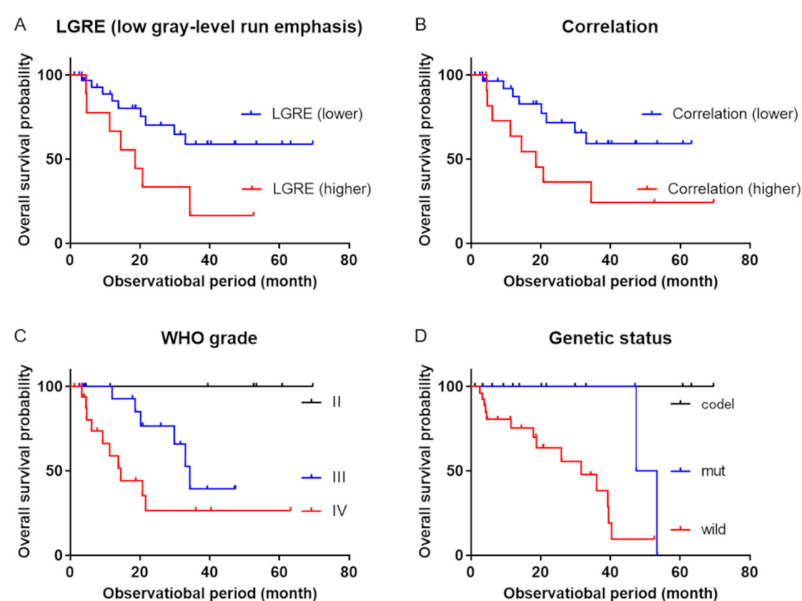 A
LGRE (low gray-level run emphasis)
Overall survival probability
100
50
0
LGRE (lower)
LGRE (higher)
0 20 40 60 80
Observatiobal period (month)
B
Correlation
Overall survival probability
100
50
0
Correlation (lower)
Correlation (higher)
0 20 40 60 80
Observatiobal period (month)
C
WHO grade
Overall survival probability
100
50
0
II
III
IV
0 20 40 60 80
Observatiobal period (month)
D
Genetic status
Overall survival probability
100
50
0
codel
mut
wild
0 20 40 60 80
Observatiobal period (month)